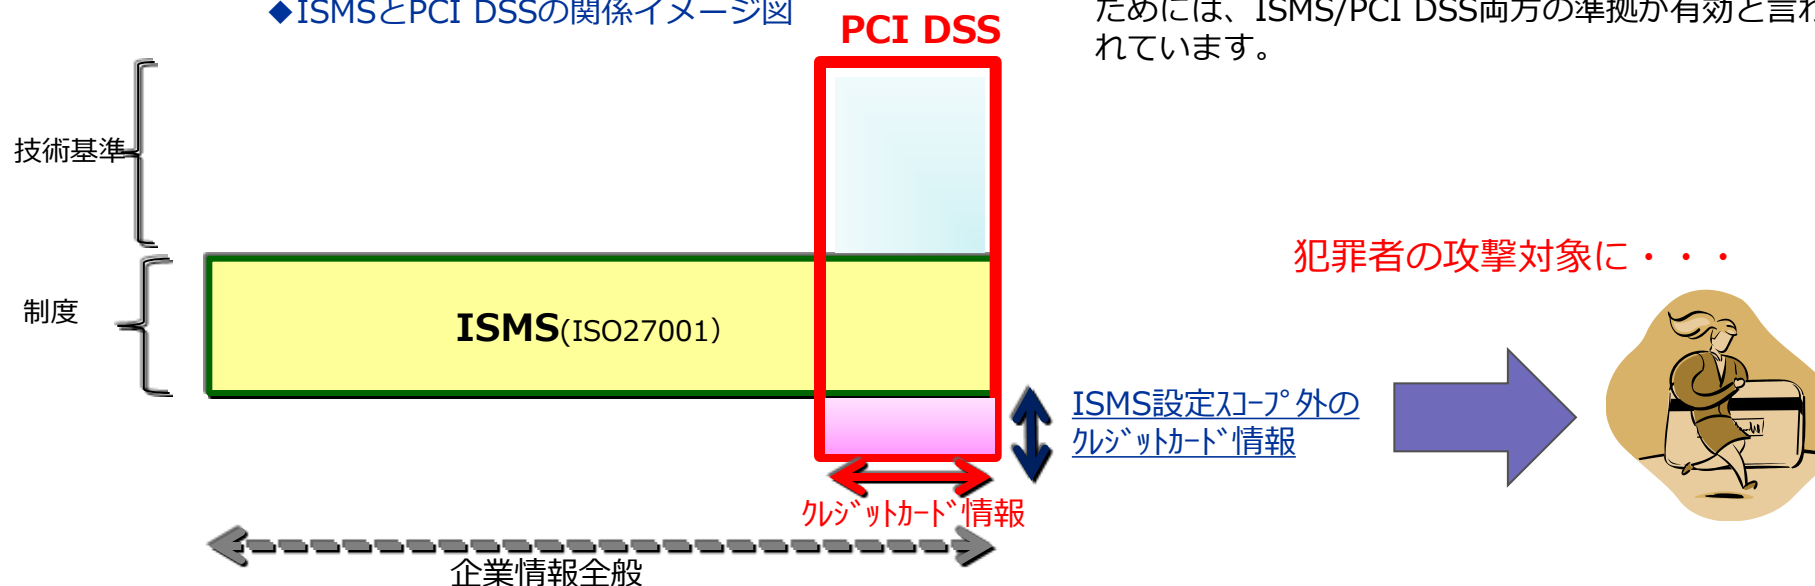 ◆ISMSとPCI DSSの関係イメージ図
ためには、ISMS/PCI DSS両方の準拠が有効と言わ
れています。
PCI DSS
技術基準
制度
ISMS(ISO27001)
犯罪者の攻撃対象に・・・
ISMS設定ｽｺｰﾌﾟ外の
ｸﾚｼﾞｯﾄｶｰﾄﾞ情報
ｸﾚｼﾞｯﾄｶｰﾄﾞ情報
企業情報全般